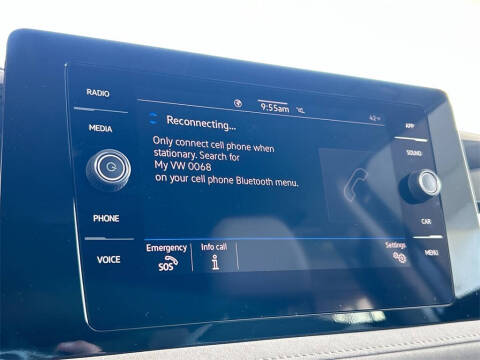 RADIO
MEDIA
PHONE
VOICE
9:55am
42
Reconnecting...
Only connect cell phone when
stationary. Search for
My VW 0068
on your cell phone Bluetooth menu.
Emergency
SOS
Info call
Settings
APP
SOUND
CAR
MENU